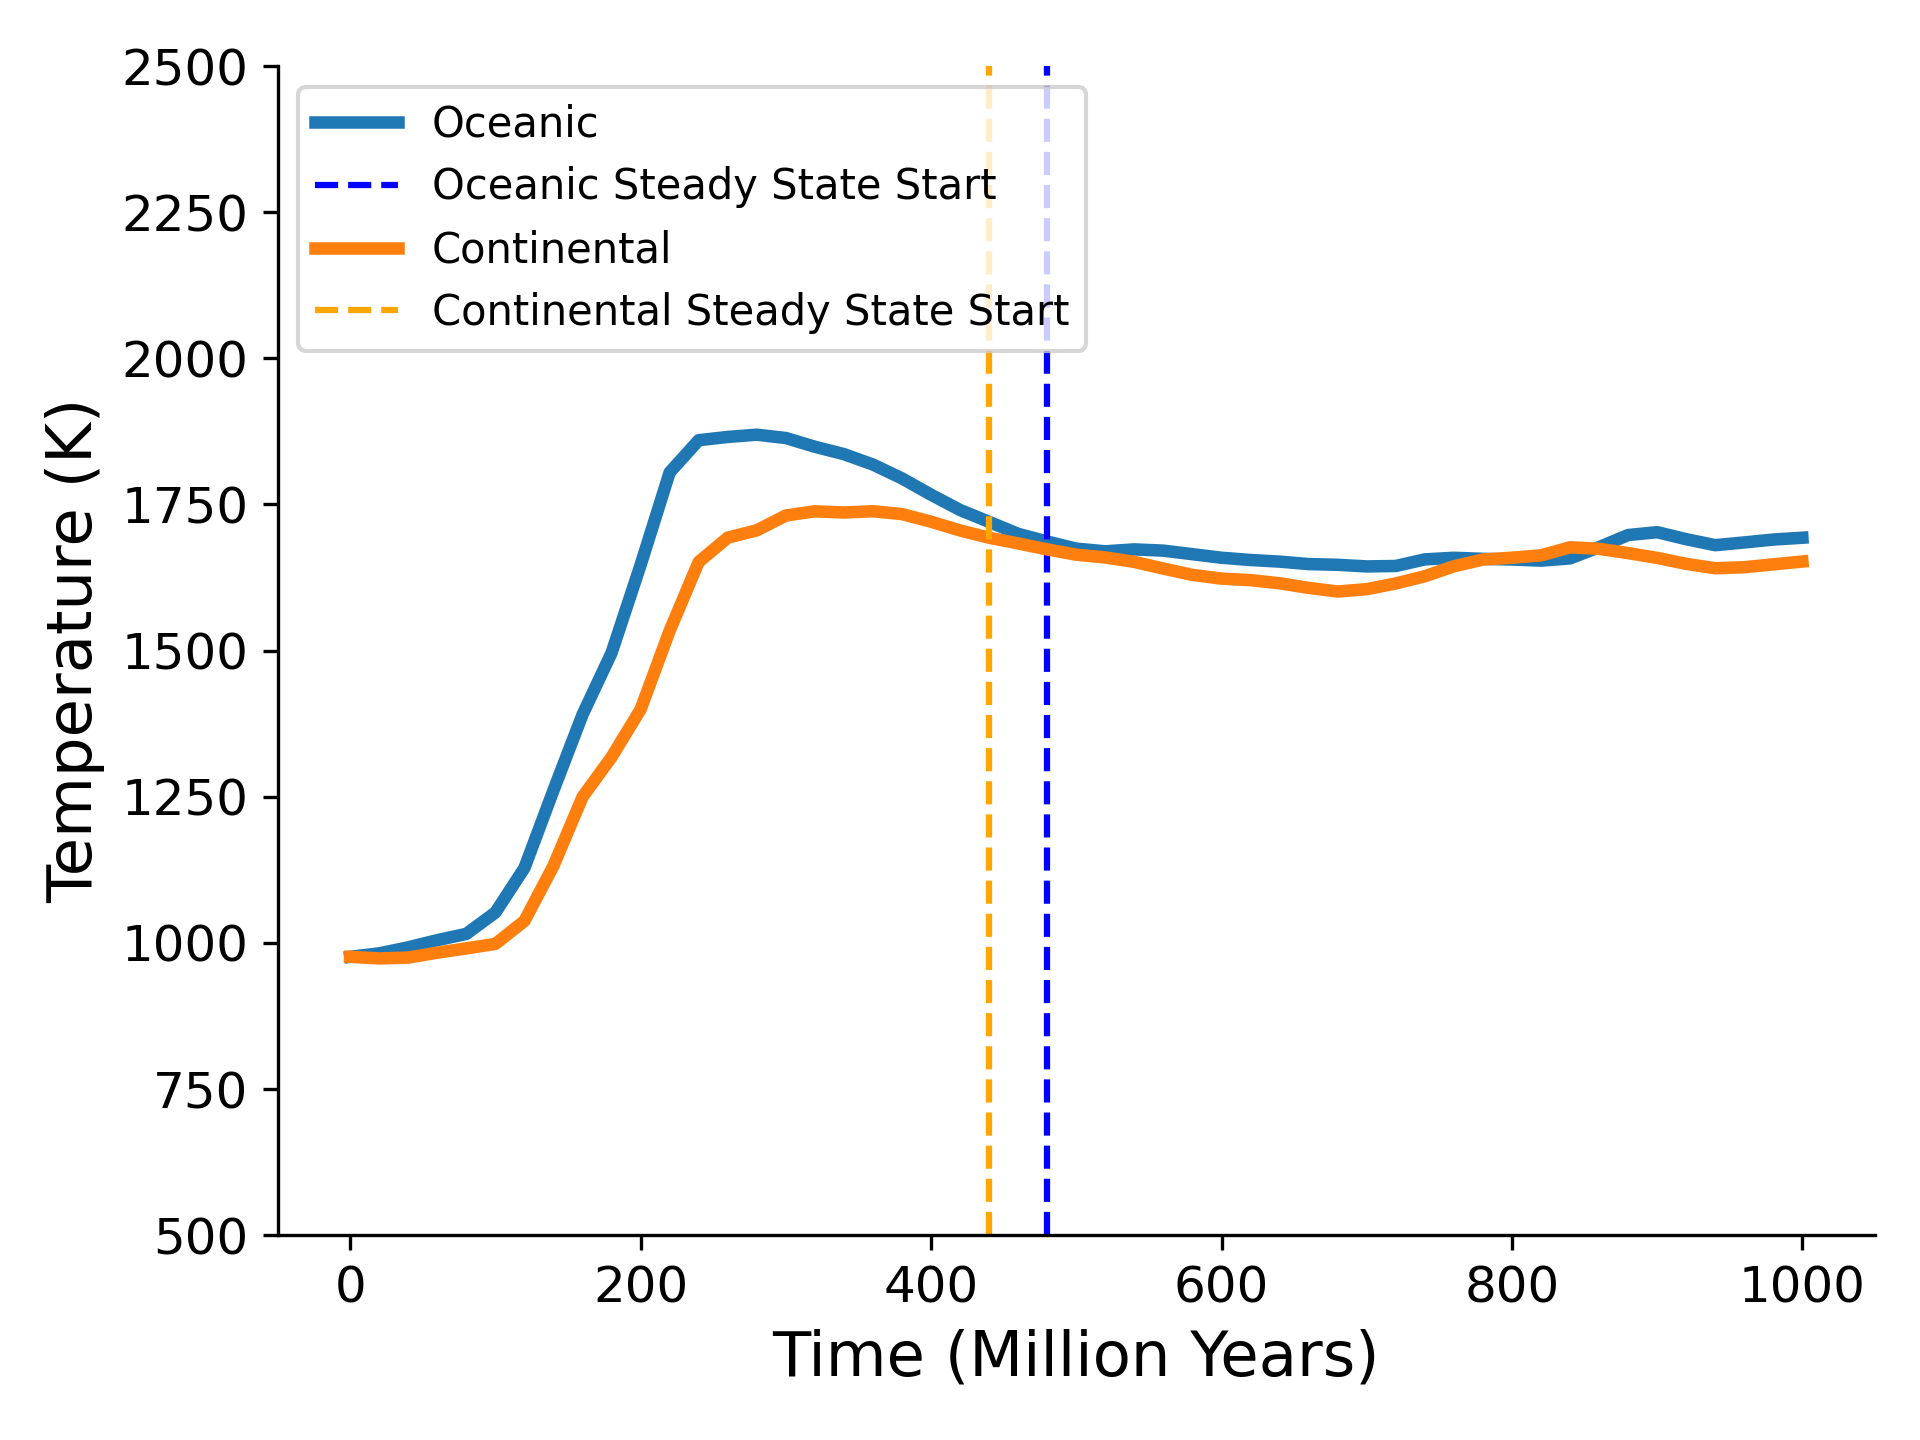 2500
2250
2000
1750
1500
1250
1000
750
500
Temperature (K)
Oceanic
Oceanic Steady State Start
Continental
Continental Steady State Start
0 200 400 600 800 1000
Time (Million Years)